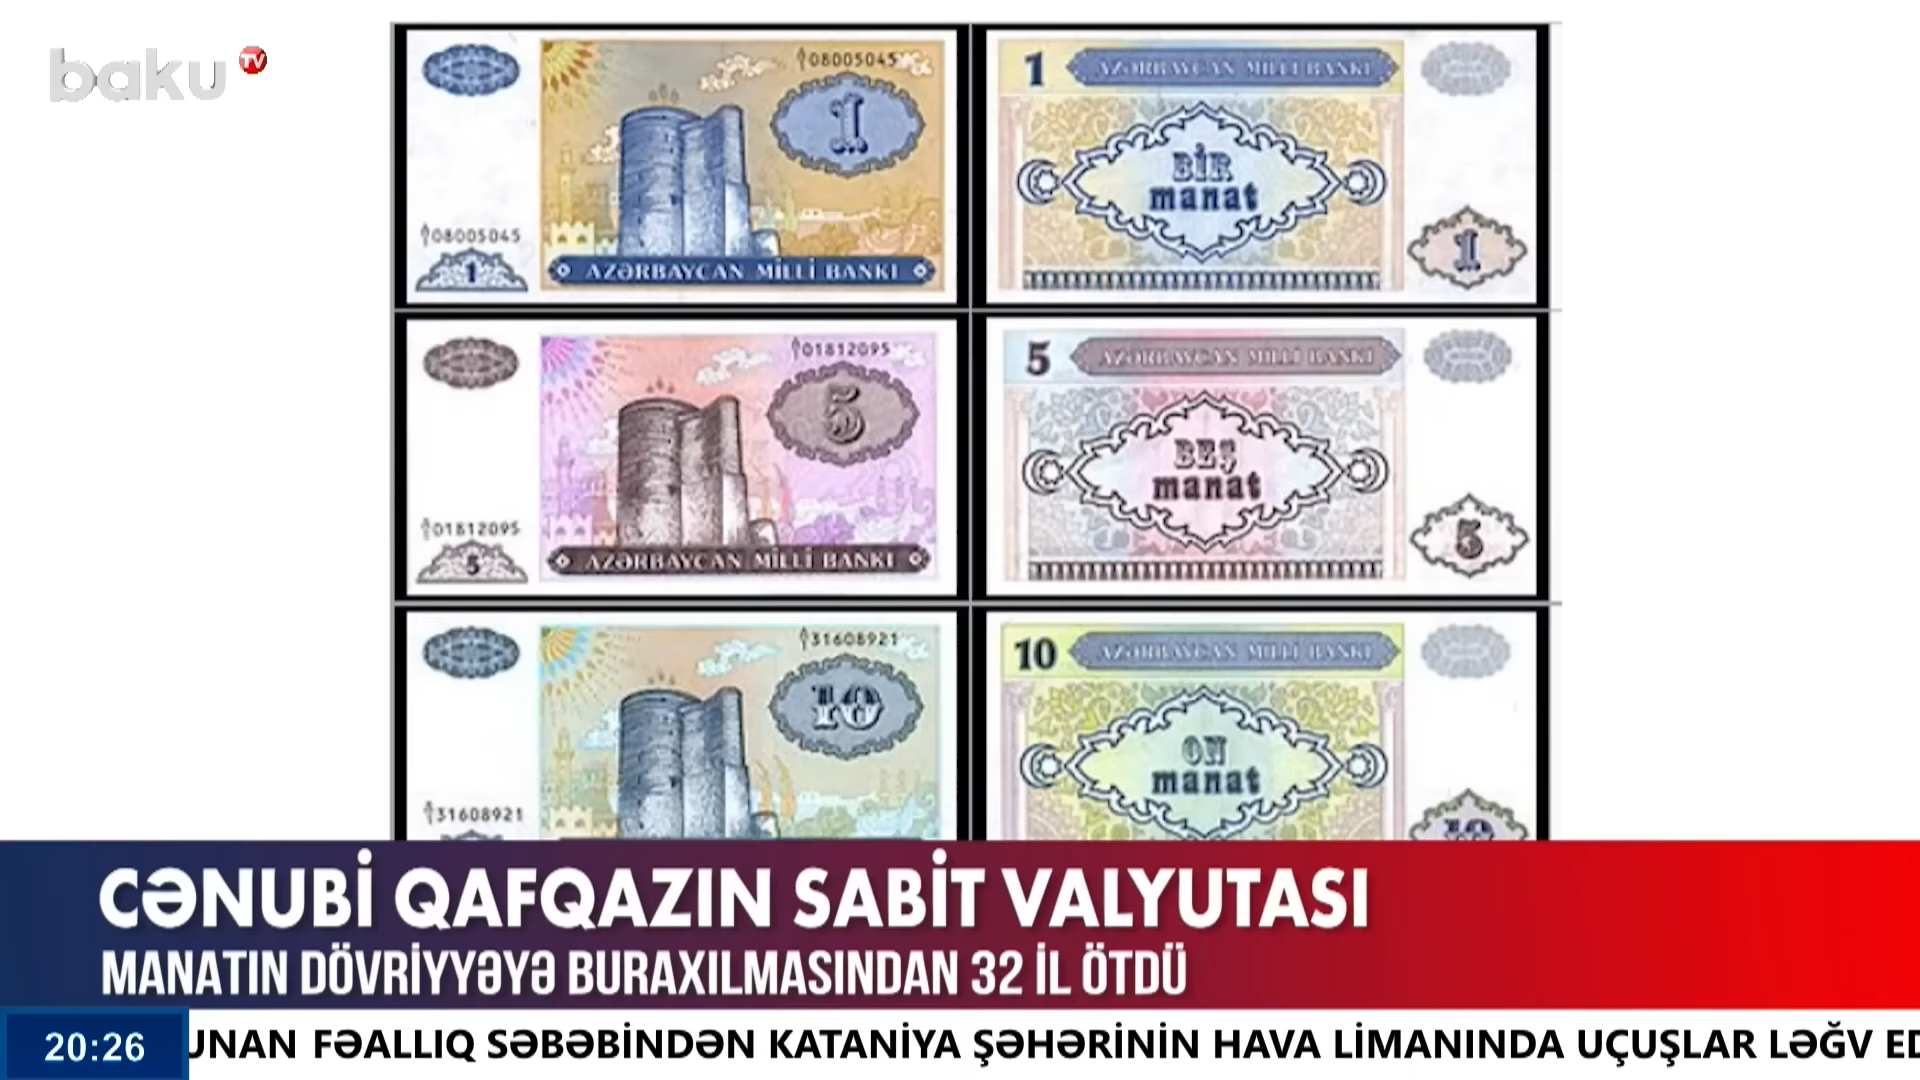 baku TV
08005045
1
08005045
1
AZƏRBAYCAN MİLLİ BANKI
1 AZƏRBAYCAN MİLLİ BANKI
BİR
manat
1
01812095
5
01812095
5
AZƏRBAYCAN MİLLİ BANKI
5 AZƏRBAYCAN MİLLİ BANKI
BEŞ
manat
5
31608921
10
31608921
10 AZƏRBAYCAN MİLLİ BANKI
ON
manat
10
CƏNUBİ QAFQAZIN SABİT VALYUTASI
MANATIN DÖVRİYYƏYƏ BURAXILMASINDAN 32 İL ÖTDÜ
20:26 UNAN FƏALLIQ SƏBƏBİNDƏN KATANİYA ŞƏHƏRİNİN HAVA LİMANINDA UÇUŞLAR LƏĞV ED